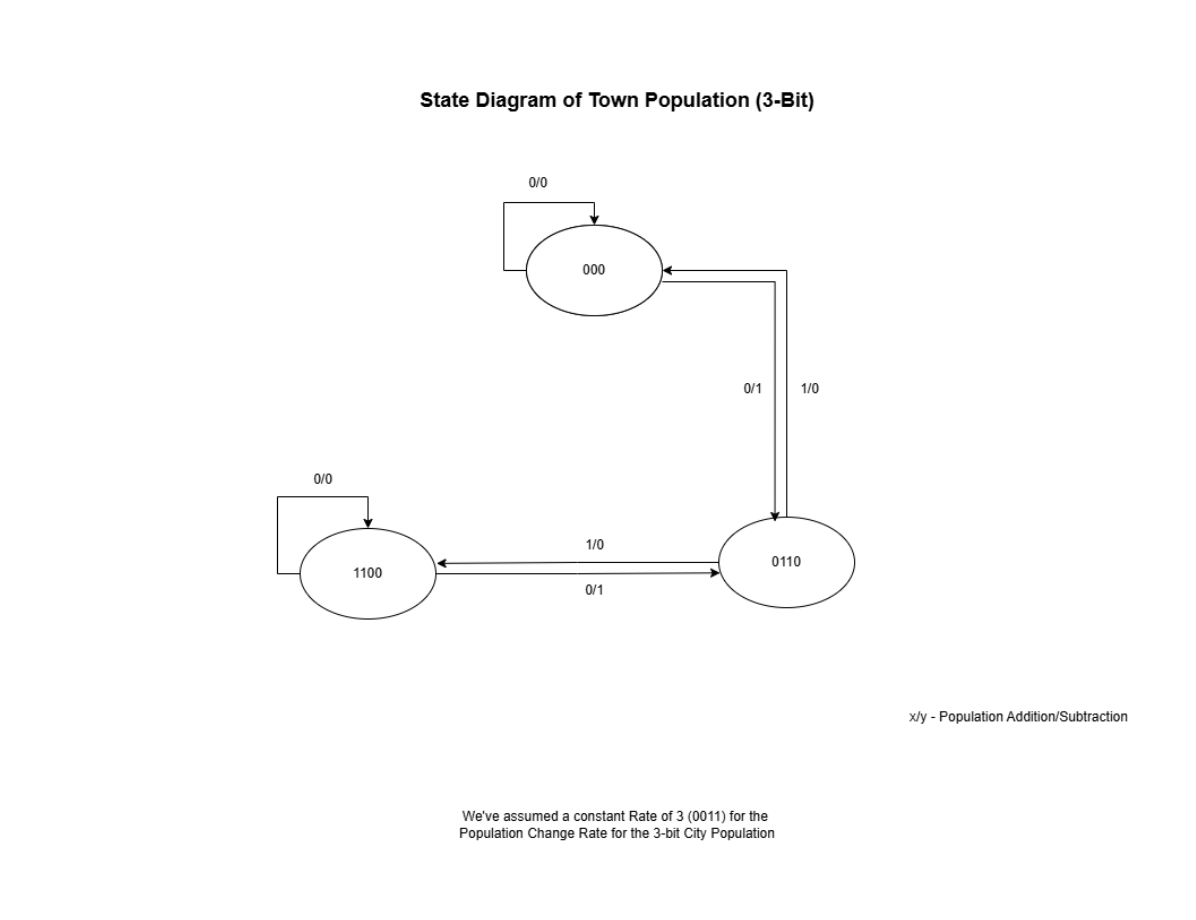 State Diagram of Town Population (3-Bit)
0/0
000
0/1
1/0
0/0
1100
1/0
0/1
0110
x/y - Population Addition/Subtraction
We've assumed a constant Rate of 3 (0011) for the
Population Change Rate for the 3-bit City Population